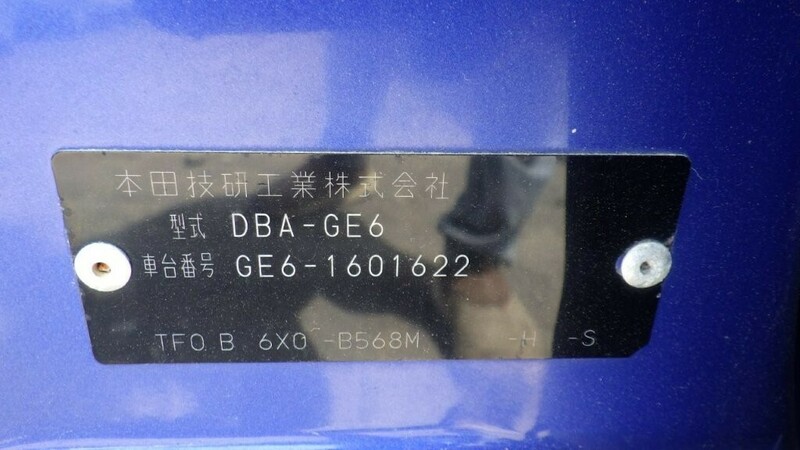 本田技研工業株式会社
型式 DBA-GE6
車台番号 GE6-1601622
TF0 B 6X0 -B568M -H -S